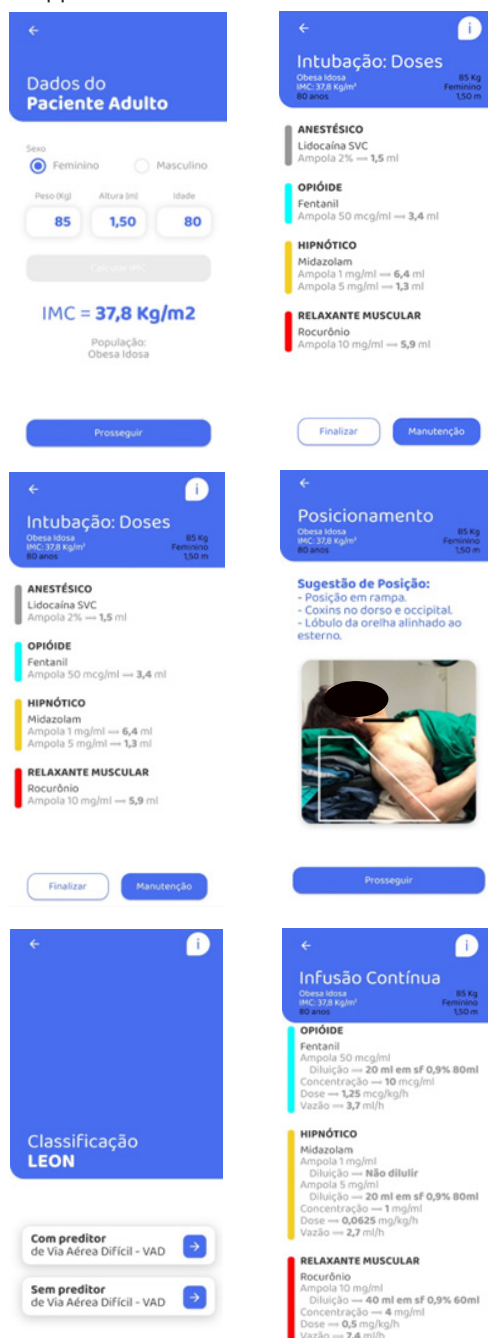 Dados do
Paciente Adulto
Sexo
Feminino Masculino
Peso (Kg) Altura (m) Idade
85 1,50 80
Calcular IMC
IMC = 37,8 Kg/m2
População:
Obesa Idosa
Prosseguir
i
Intubação: Doses
Obesa Idosa 85 Kg
IMC: 37,8 Kg/m² Feminino
80 anos 1,50 m
ANESTÉSICO
Lidocaína SVC
Ampola 2% → 1,5 ml
OPIÓIDE
Fentanil
Ampola 50 mcg/ml → 3,4 ml
HIPNÓTICO
Midazolam
Ampola 1 mg/ml → 6,4 ml
Ampola 5 mg/ml → 1,3 ml
RELAXANTE MUSCULAR
Rocurônio
Ampola 10 mg/ml → 5,9 ml
Finalizar Manutenção
i
Intubação: Doses
Obesa Idosa 85 Kg
IMC: 37,8 Kg/m² Feminino
80 anos 1,50 m
ANESTÉSICO
Lidocaína SVC
Ampola 2% → 1,5 ml
OPIÓIDE
Fentanil
Ampola 50 mcg/ml → 3,4 ml
HIPNÓTICO
Midazolam
Ampola 1 mg/ml → 6,4 ml
Ampola 5 mg/ml → 1,3 ml
RELAXANTE MUSCULAR
Rocurônio
Ampola 10 mg/ml → 5,9 ml
Finalizar Manutenção
Posicionamento
Obesa Idosa 85 Kg
IMC: 37,8 Kg/m² Feminino
80 anos 1,50 m
Sugestão de Posição:
- Posição em rampa.
- Coxins no dorso e occipital.
- Lóbulo da orelha alinhado ao
esterno.
Prosseguir
i
Classificação
LEON
Com preditor
de Via Aérea Difícil - VAD
Sem preditor
de Via Aérea Difícil - VAD
i
Infusão Contínua
Obesa Idosa 85 Kg
IMC: 37,8 Kg/m² Feminino
80 anos 1,50 m
OPIÓIDE
Fentanil
Ampola 50 mcg/ml
Diluição → 20 ml em sf 0,9% 80ml
Concentração → 10 mcg/ml
Dose → 1,25 mcg/kg/h
Vazão → 3,7 ml/h
HIPNÓTICO
Midazolam
Ampola 1 mg/ml
Diluição → Não dilulir
Ampola 5 mg/ml
Diluição → 20 ml em sf 0,9% 80ml
Concentração → 1 mg/ml
Dose → 0,0625 mg/kg/h
Vazão → 2,7 ml/h
RELAXANTE MUSCULAR
Rocurônio
Ampola 10 mg/ml
Diluição → 40 ml em sf 0,9% 60ml
Concentração → 4 mg/ml
Dose → 0,5 mg/kg/h
Vazão → 7,4 ml/h